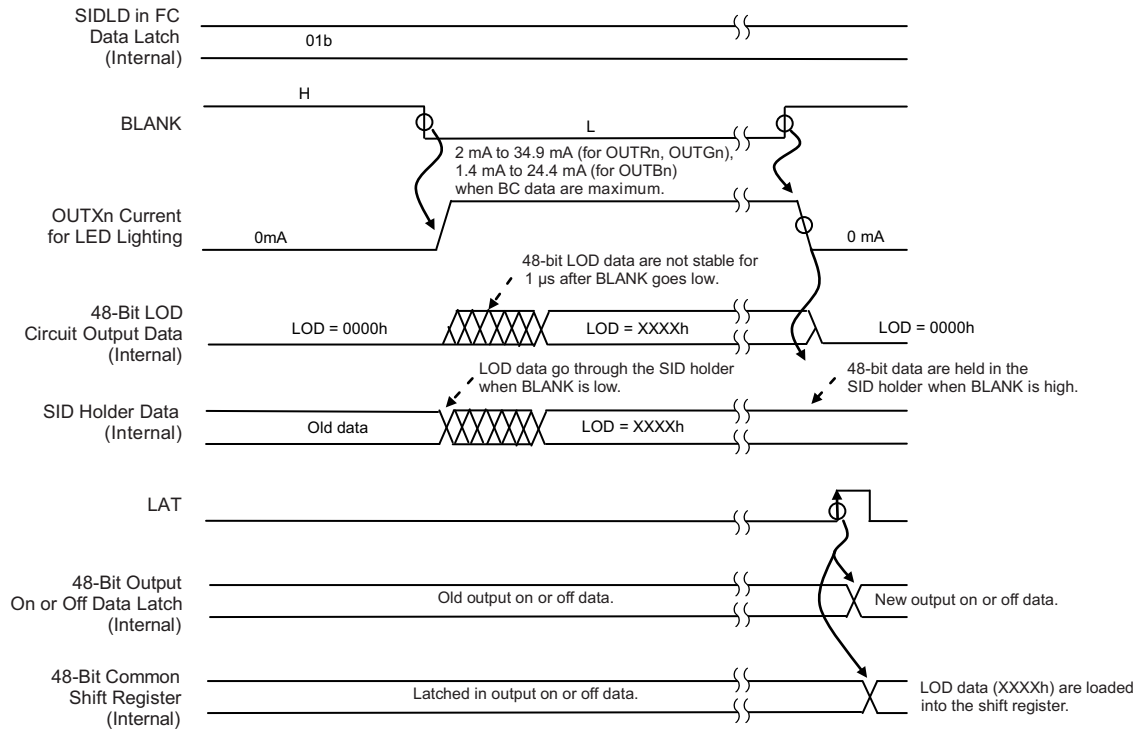 SIDLD in FC
Data Latch
(Internal)
01b
H
BLANK
L
2 mA to 34.9 mA (for OUTRn, OUTGn),
1.4 mA to 24.4 mA (for OUTBn)
when BC data are maximum.
OUTXn Current
for LED Lighting
0mA
0 mA
48-bit LOD data are not stable for
1 µs after BLANK goes low.
48-Bit LOD
Circuit Output Data
(Internal)
LOD = 0000h
LOD = XXXXh
LOD = 0000h
LOD data go through the SID holder
when BLANK is low.
48-bit data are held in the
SID holder when BLANK is high.
SID Holder Data
(Internal)
Old data
LOD = XXXXh
LAT
48-Bit Output
On or Off Data Latch
(Internal)
Old output on or off data.
New output on or off data.
48-Bit Common
Shift Register
(Internal)
Latched in output on or off data.
LOD data (XXXXh) are loaded
into the shift register.